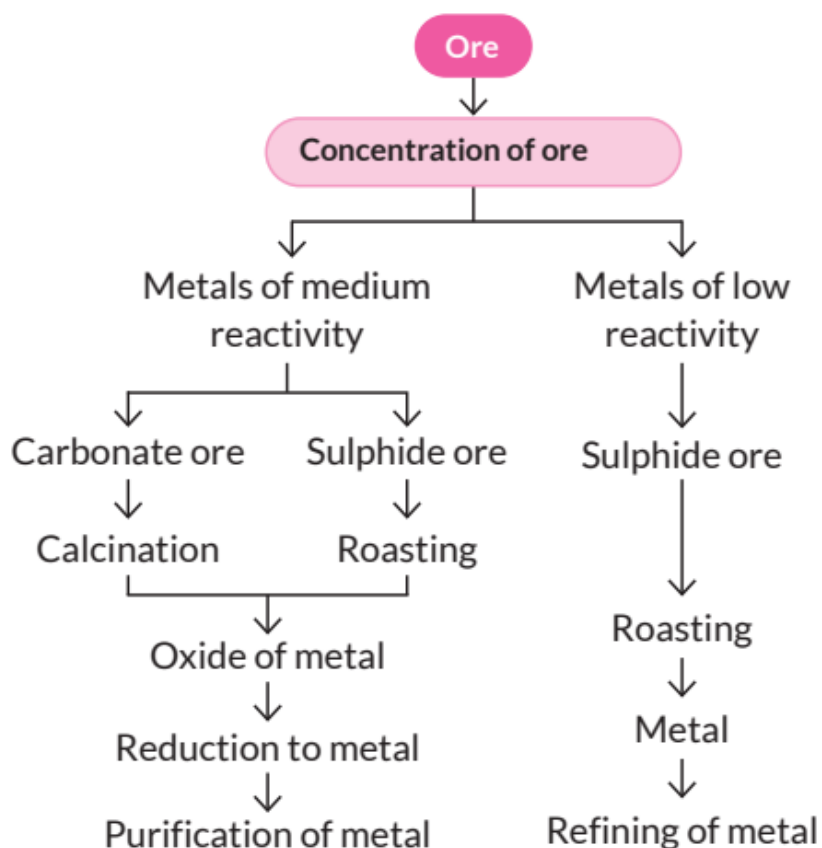 Ore
Concentration of ore
Metals of medium
reactivity
Metals of low
reactivity
Carbonate ore
Sulphide ore
Sulphide ore
Calcination
Roasting
Roasting
Oxide of metal
Metal
Reduction to metal
Purification of metal
Refining of metal